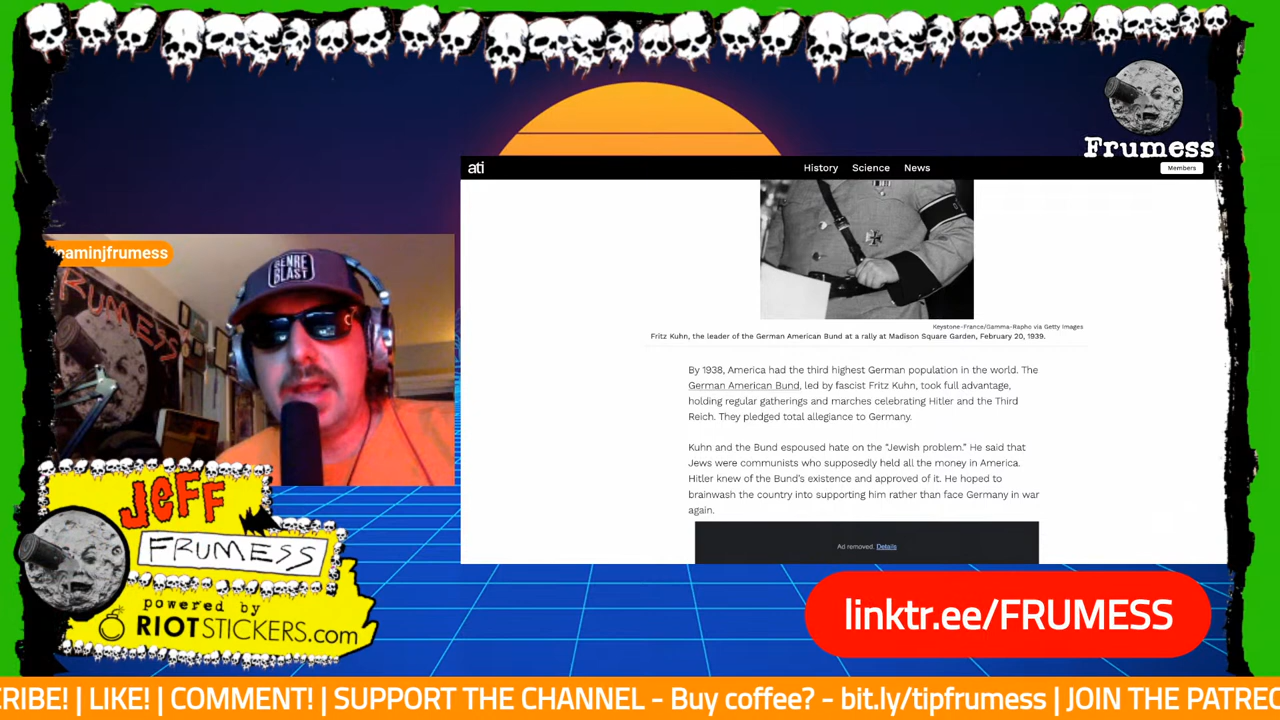 Frumess
ati
History Science News
Members
Keystone-France/Gamma-Rapho via Getty Images
Fritz Kuhn, the leader of the German American Bund at a rally at Madison Square Garden, February 20, 1939.
By 1938, America had the third highest German population in the world. The
German American Bund, led by fascist Fritz Kuhn, took full advantage,
holding regular gatherings and marches celebrating Hitler and the Third
Reich. They pledged total allegiance to Germany.
Kuhn and the Bund espoused hate on the “Jewish problem.” He said that
Jews were communists who supposedly held all the money in America.
Hitler knew of the Bund's existence and approved of it. He hoped to
brainwash the country into supporting him rather than face Germany in war
again.
Ad removed. Details
eaminjfrumess
RUMESS
GENRE
BLAST
JEFF
FRUMESS
powered by
RIOTSTICKERS.com
linktr.ee/FRUMESS
CRIBE! | LIKE! | COMMENT! | SUPPORT THE CHANNEL - Buy coffee? - bit.ly/tipfrumess | JOIN THE PATREO